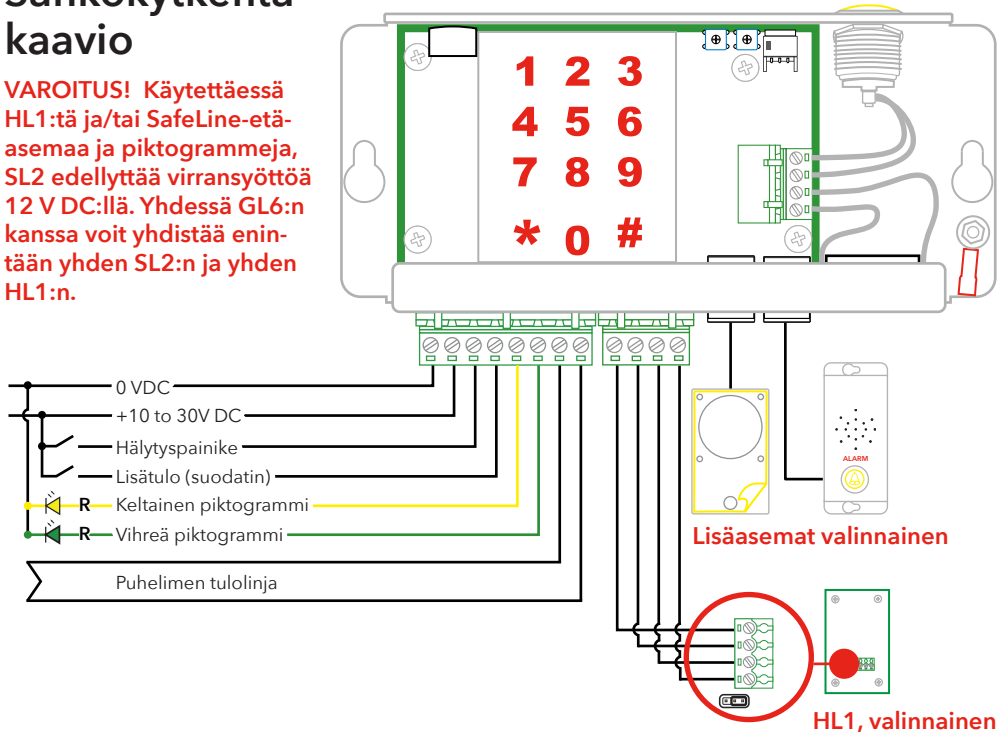 kaavio
VAROITUS! Käytettäessä
HL1:tä ja/tai SafeLine-etä-
asemaa ja piktogrammeja,
SL2 edellyttää virransyöttöä
12 V DC:llä. Yhdessä GL6:n
kanssa voit yhdistää enin-
tään yhden SL2:n ja yhden
HL1:n.
1 2 3
4 5 6
7 8 9
* 0 #
0 VDC
+10 to 30V DC
Hälytyspainike
Lisätulo (suodatin)
R Keltainen piktogrammi
R Vihreä piktogrammi
Puhelimen tulolinja
ALARM
Lisäasemat valinnainen
HL1, valinnainen